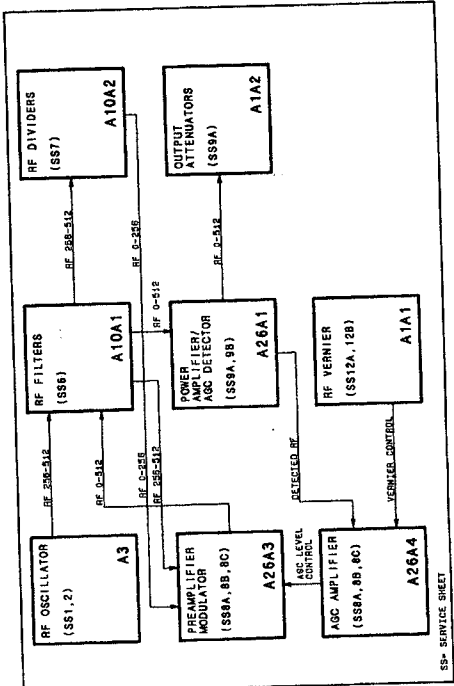 RF OSCILLATOR
(SS1,2)
A3
RF 256-512
RF FILTERS
(SS6)
A10A1
RF 256-512
RF DIVIDERS
(SS7)
A10A2
RF 0-512
RF 0-256
RF 256-512
RF 0-512
RF 0-256
PREAMPLIFIER
MODULATOR
(SS8A,8B,8C)
A26A3
POWER
AMPLIFIER/
AGC DETECTOR
(SS9A,9B)
A26A1
RF 0-512
OUTPUT
ATTENUATORS
(SS9A)
A1A2
AGC LEVEL
CONTROL
DETECTED RF
AGC AMPLIFIER
(SS8A,8B,8C)
A26A4
VERNIER CONTROL
RF VERNIER
(SS12A,12B)
A1A1
SS= SERVICE SHEET